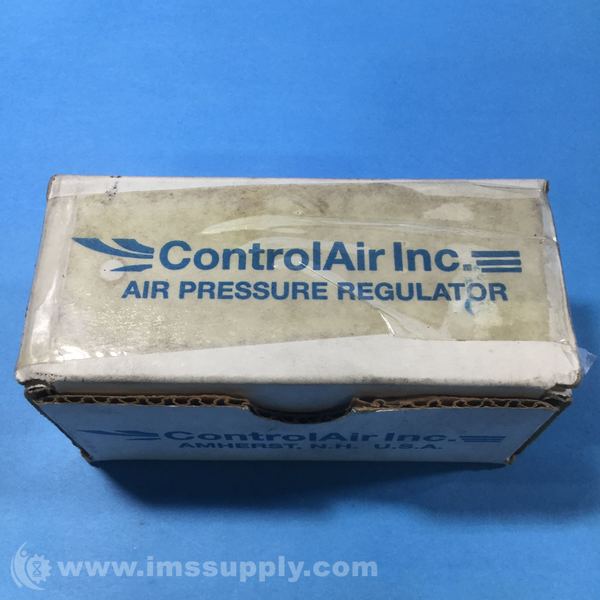 ControlAir Inc.
AIR PRESSURE REGULATOR
ControlAir Inc.
AMHERST, N.H. U.S.A.
www.imssupply.com